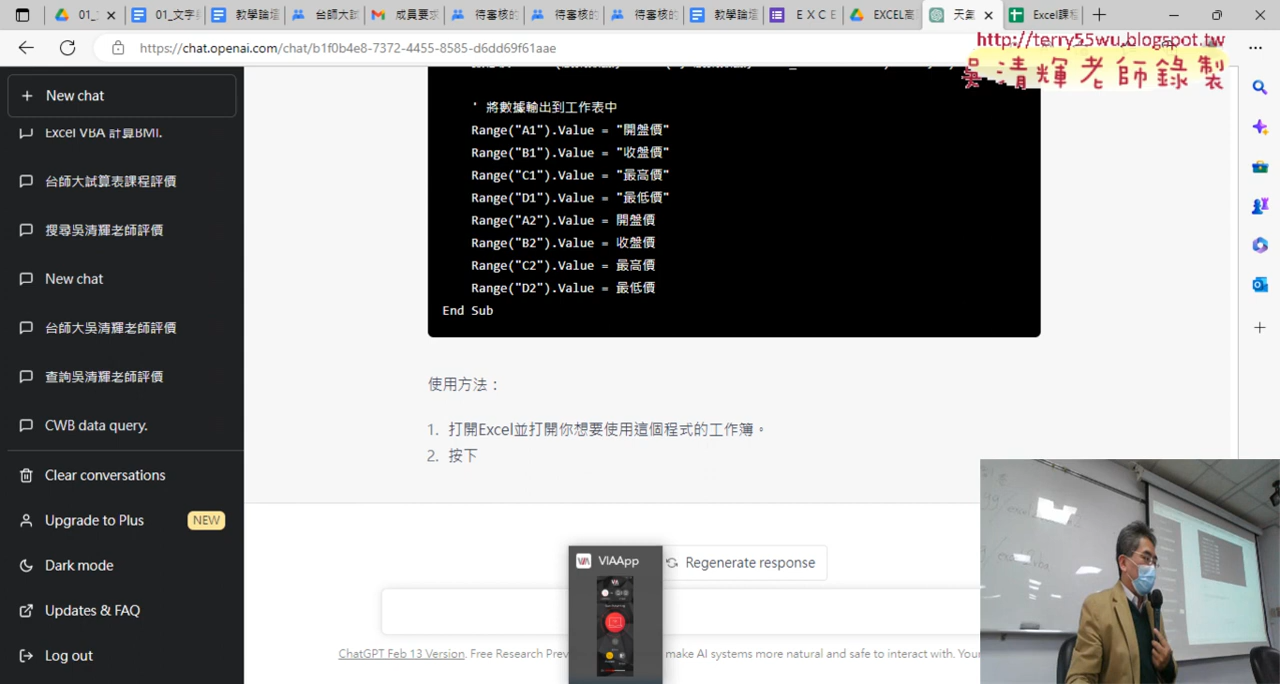 01_
01_文字
教學論壇
台師大試
成員要求
待審核的
待審核的
待審核的
教學論壇
E X C E
EXCEL
天氣
Excel課程
https://chat.openai.com/chat/b1f0b4e8-7372-4455-8585-d6dd69f61aae
http://terry55wu.blogspot.tw
吳清輝老師錄製
New chat
Excel VBA 計算BMI.
台師大試算表課程評價
搜尋吳清輝老師評價
New chat
台師大吳清輝老師評價
查詢吳清輝老師評價
CWB data query.
Clear conversations
Upgrade to Plus
NEW
Dark mode
Updates & FAQ
Log out
' 將數據輸出到工作表中
Range("A1").Value = "開盤價"
Range("B1").Value = "收盤價"
Range("C1").Value = "最高價"
Range("D1").Value = "最低價"
Range("A2").Value = 開盤價
Range("B2").Value = 收盤價
Range("C2").Value = 最高價
Range("D2").Value = 最低價
End Sub
使用方法：
1. 打開Excel並打開你想要使用這個程式的工作簿。
2. 按下
VIAApp
Regenerate response
ChatGPT Feb 13 Version. Free Research Prev
make AI systems more natural and safe to interact with. Your